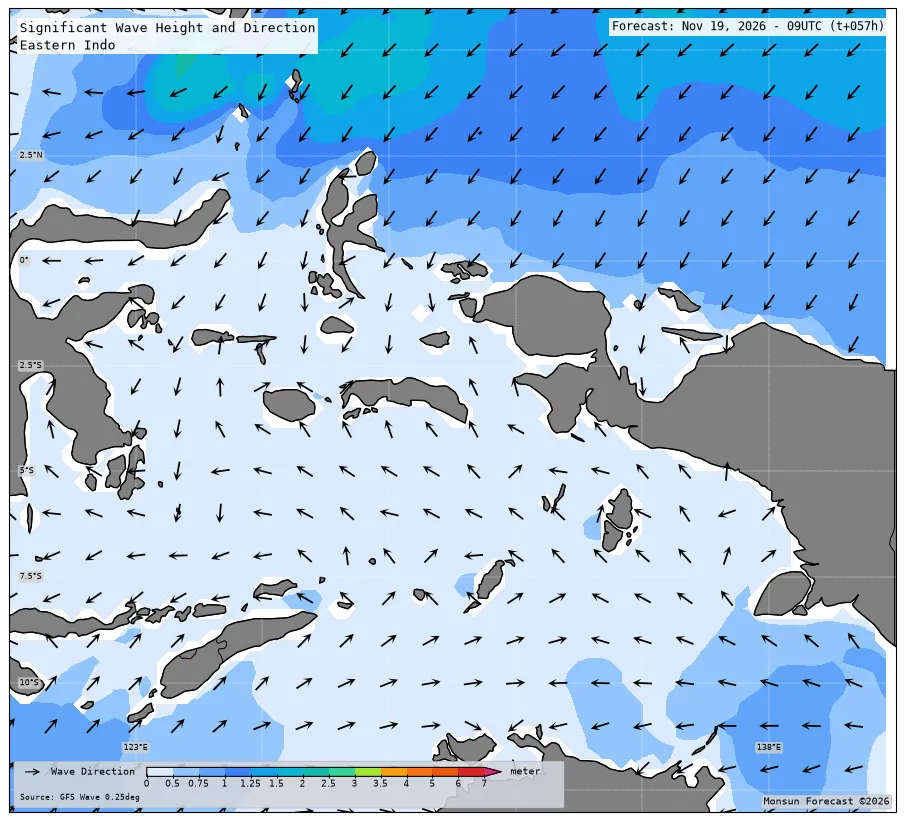 Significant Wave Height and Direction
Eastern Indo
Forecast: Nov 19, 2026 - 09UTC (t+057h)
2.5°N
0°
2.5°S
5°S
7.5°S
10°S
123°E
138°E
Wave Direction
meter
0 0.5 0.75 1 1.25 1.5 2 2.5 3 3.5 4 5 6 7
Source: GFS Wave 0.25deg
Monsun Forecast ©2026